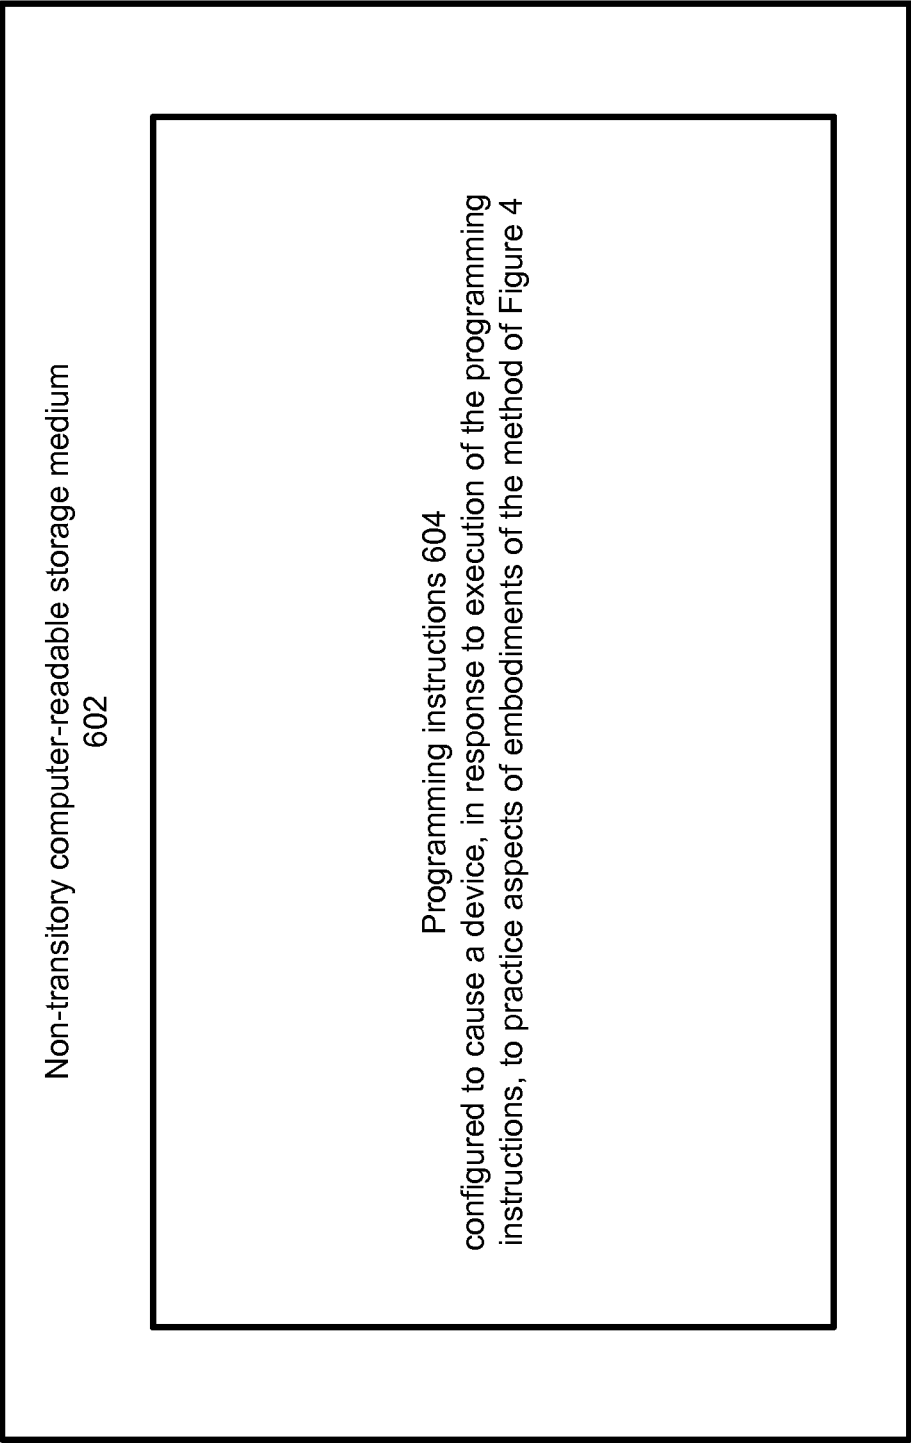 Non-transitory computer-readable storage medium
602
Programming instructions 604
configured to cause a device, in response to execution of the programming
instructions, to practice aspects of embodiments of the method of Figure 4